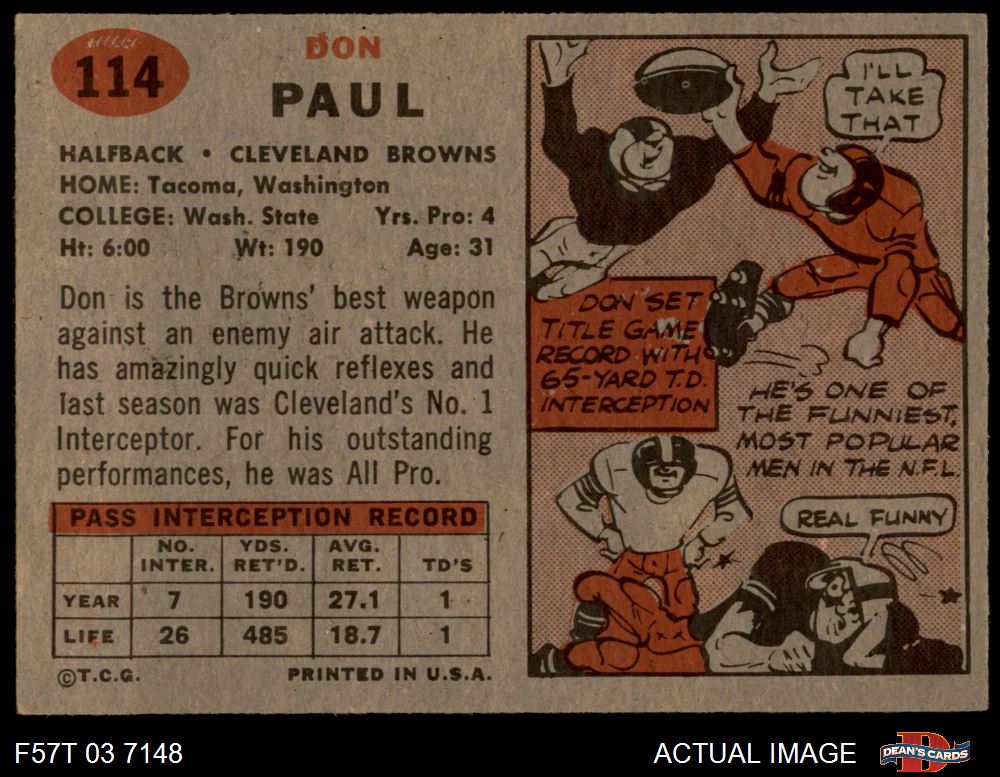 114
DON
PAUL
HALFBACK • CLEVELAND BROWNS
HOME: Tacoma, Washington
COLLEGE: Wash. State Yrs. Pro: 4
Ht: 6:00 Wt: 190 Age: 31
Don is the Browns' best weapon
against an enemy air attack. He
has amazingly quick reflexes and
last season was Cleveland's No. 1
Interceptor. For his outstanding
performances, he was All Pro.
PASS INTERCEPTION RECORD
NO. INTER. YDS. RET'D. AVG. RET. TD'S
YEAR 7 190 27.1 1
LIFE 26 485 18.7 1
©T.C.G. PRINTED IN U.S.A.
I'LL
TAKE
THAT
DON SET
TITLE GAME
RECORD WITH
65-YARD T.D.
INTERCEPTION
HE'S ONE OF
THE FUNNIEST,
MOST POPULAR
MEN IN THE N.F.L.
REAL FUNNY
F57T 03 7148
ACTUAL IMAGE
DEAN'S CARDS